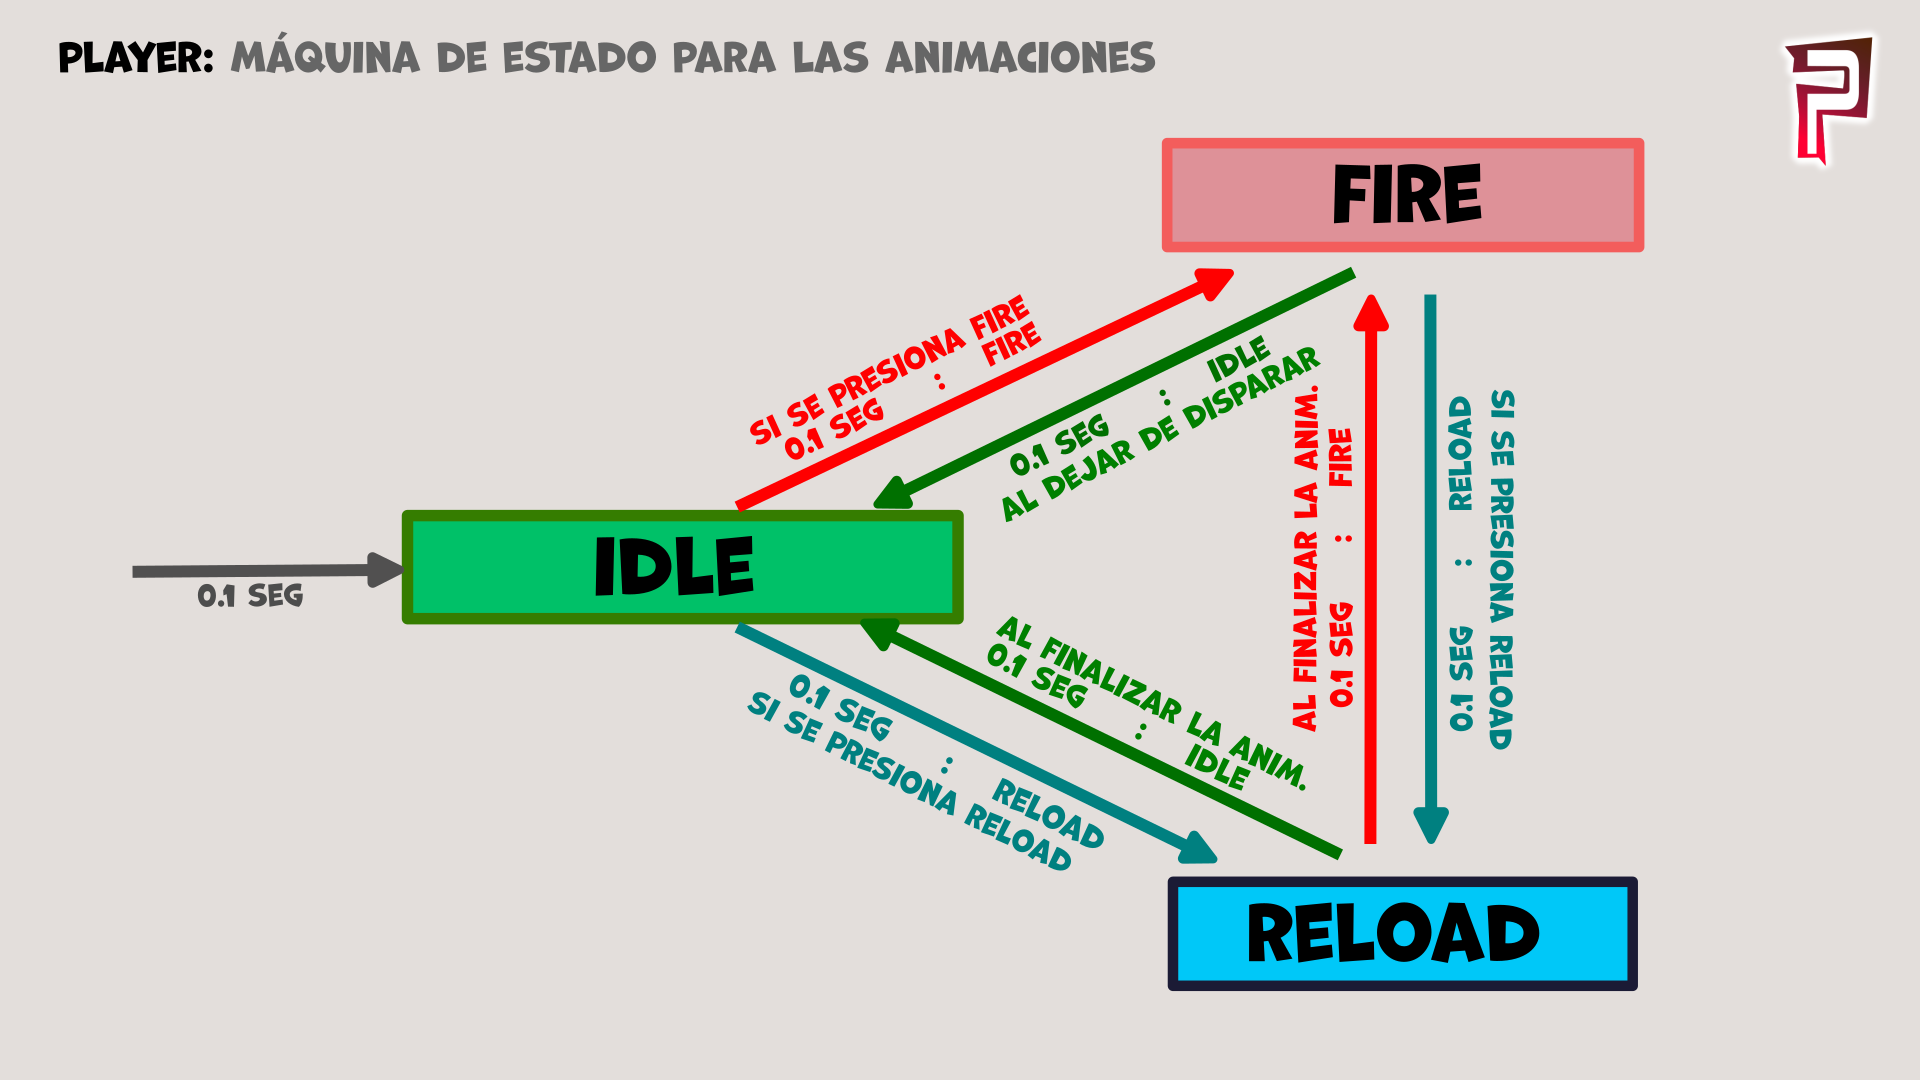 PLAYER: MÁQUINA DE ESTADO PARA LAS ANIMACIONES
P
FIRE
SI SE PRESIONA FIRE
0.1 SEG : FIRE
0.1 SEG : IDLE
AL DEJAR DE DISPARAR
AL FINALIZAR LA ANIM.
0.1 SEG : FIRE
0.1 SEG : RELOAD
SI SE PRESIONA RELOAD
IDLE
0.1 SEG
AL FINALIZAR LA ANIM.
0.1 SEG : IDLE
0.1 SEG : RELOAD
SI SE PRESIONA RELOAD
RELOAD